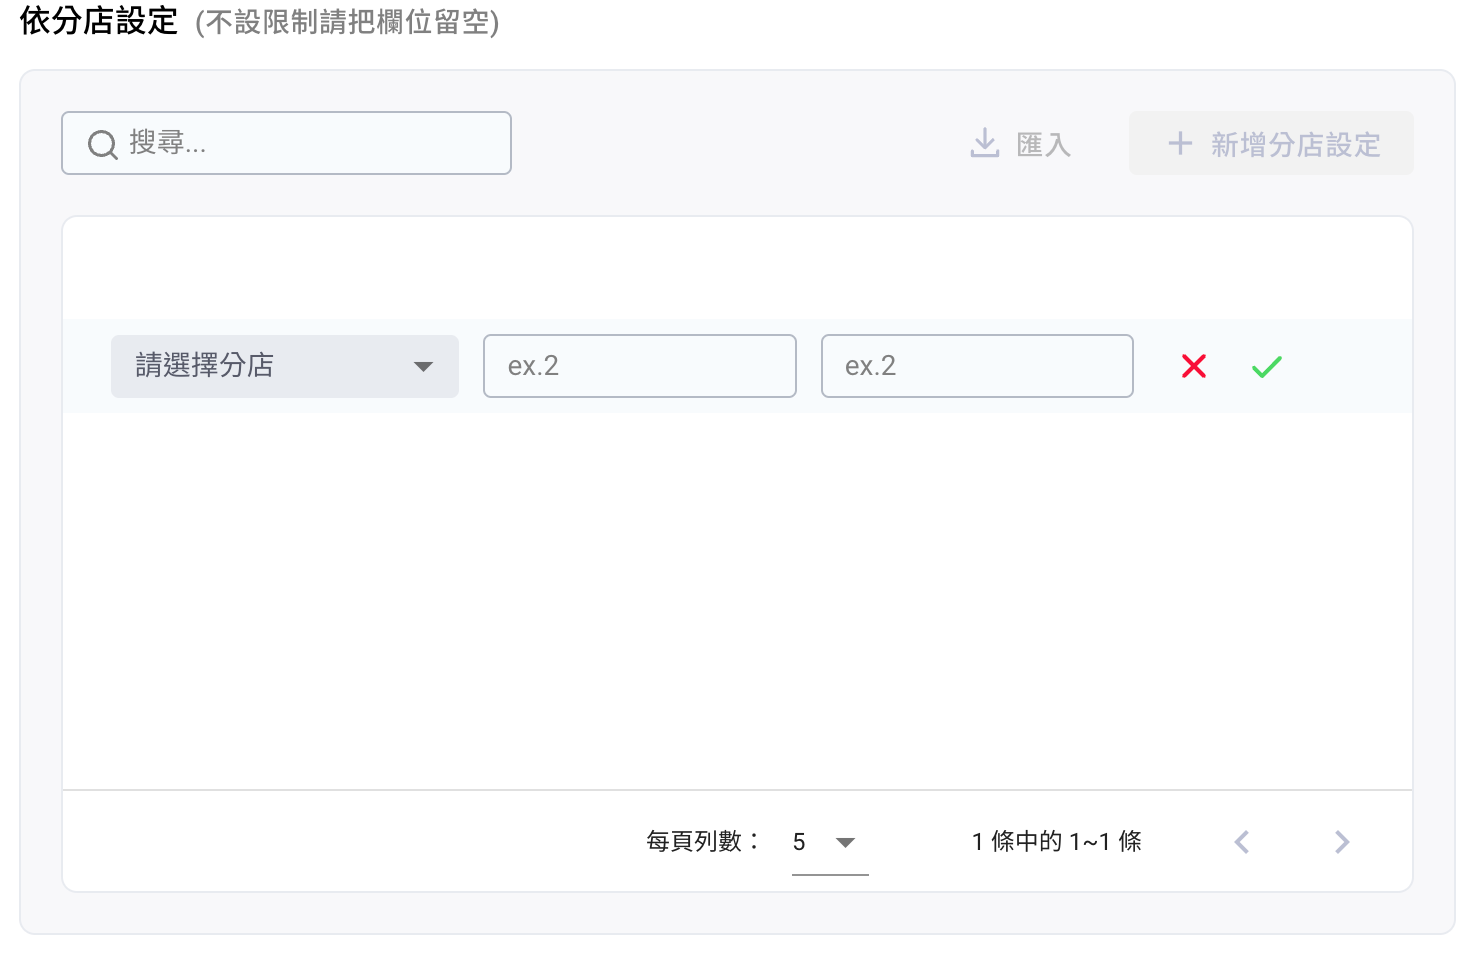 依分店設定 (不設限制請把欄位留空)
搜尋... 匯入 新增分店設定
請選擇分店 ex.2 ex.2
每頁列數： 5 1 條中的 1~1 條